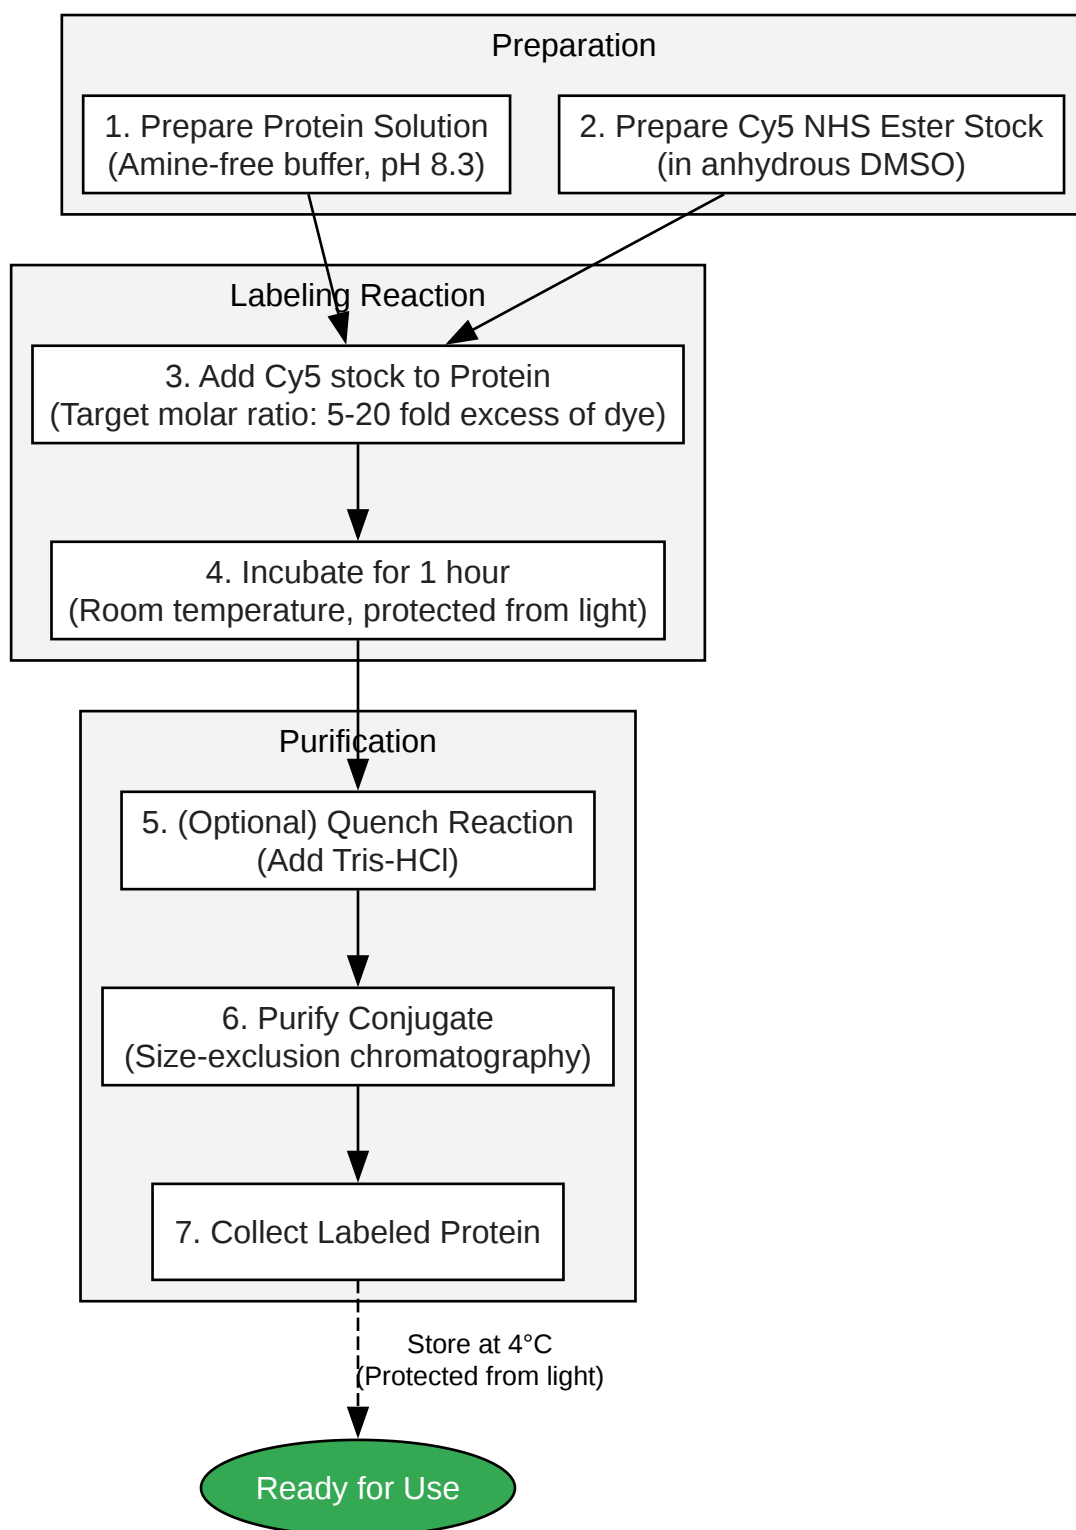 Preparation
1. Prepare Protein Solution
(Amine-free buffer, pH 8.3)
2. Prepare Cy5 NHS Ester Stock
(in anhydrous DMSO)
Labeling Reaction
3. Add Cy5 stock to Protein
(Target molar ratio: 5-20 fold excess of dye)
4. Incubate for 1 hour
(Room temperature, protected from light)
Purification
5. (Optional) Quench Reaction
(Add Tris-HCl)
6. Purify Conjugate
(Size-exclusion chromatography)
7. Collect Labeled Protein
Store at 4°C
(Protected from light)
Ready for Use